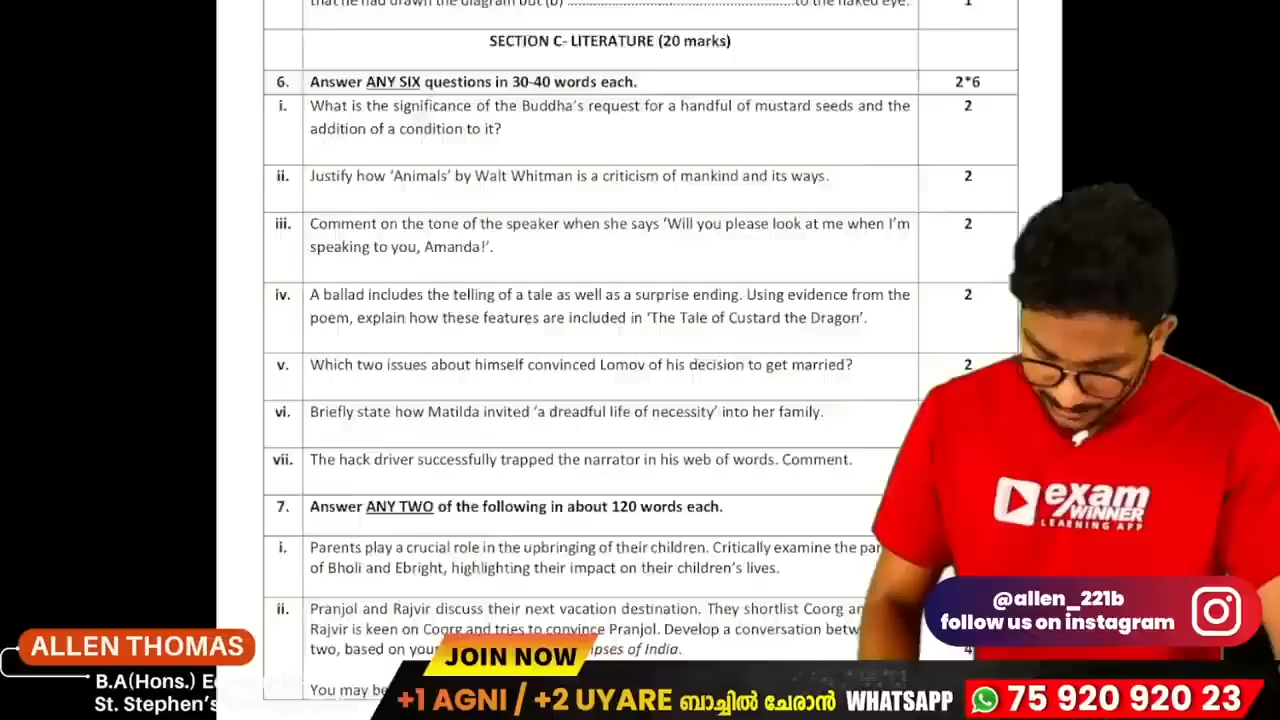 that he had drawn the diagram but (b) ............................................to the naked eye. 1
SECTION C- LITERATURE (20 marks)
6. Answer ANY SIX questions in 30-40 words each. 2*6
i. What is the significance of the Buddha's request for a handful of mustard seeds and the 2
addition of a condition to it?
ii. Justify how 'Animals' by Walt Whitman is a criticism of mankind and its ways. 2
iii. Comment on the tone of the speaker when she says 'Will you please look at me when I'm 2
speaking to you, Amanda!'.
iv. A ballad includes the telling of a tale as well as a surprise ending. Using evidence from the 2
poem, explain how these features are included in 'The Tale of Custard the Dragon'.
v. Which two issues about himself convinced Lomov of his decision to get married? 2
vi. Briefly state how Matilda invited 'a dreadful life of necessity' into her family.
vii. The hack driver successfully trapped the narrator in his web of words. Comment.
7. Answer ANY TWO of the following in about 120 words each.
i. Parents play a crucial role in the upbringing of their children. Critically examine the
of Bholi and Ebright, highlighting their impact on their children's lives.
ii Pranjol and Rajvir discuss their next vacation destination. They shortlist Coorg
Rajvir is keen on Coorg and tries to convince Pranjol. Develop a conversation
two, based on your of India. 4
You may be
exam
WINNER
LEARNING APP
@allen_221b
follow us on instagram
ALLEN THOMAS
B.A(Hons.)
St. Stephen's
JOIN NOW
+1 AGNI / +2 UYARE ബാച്ചിൽ ചേരാൻ WHATSAPP 75 920 920 23